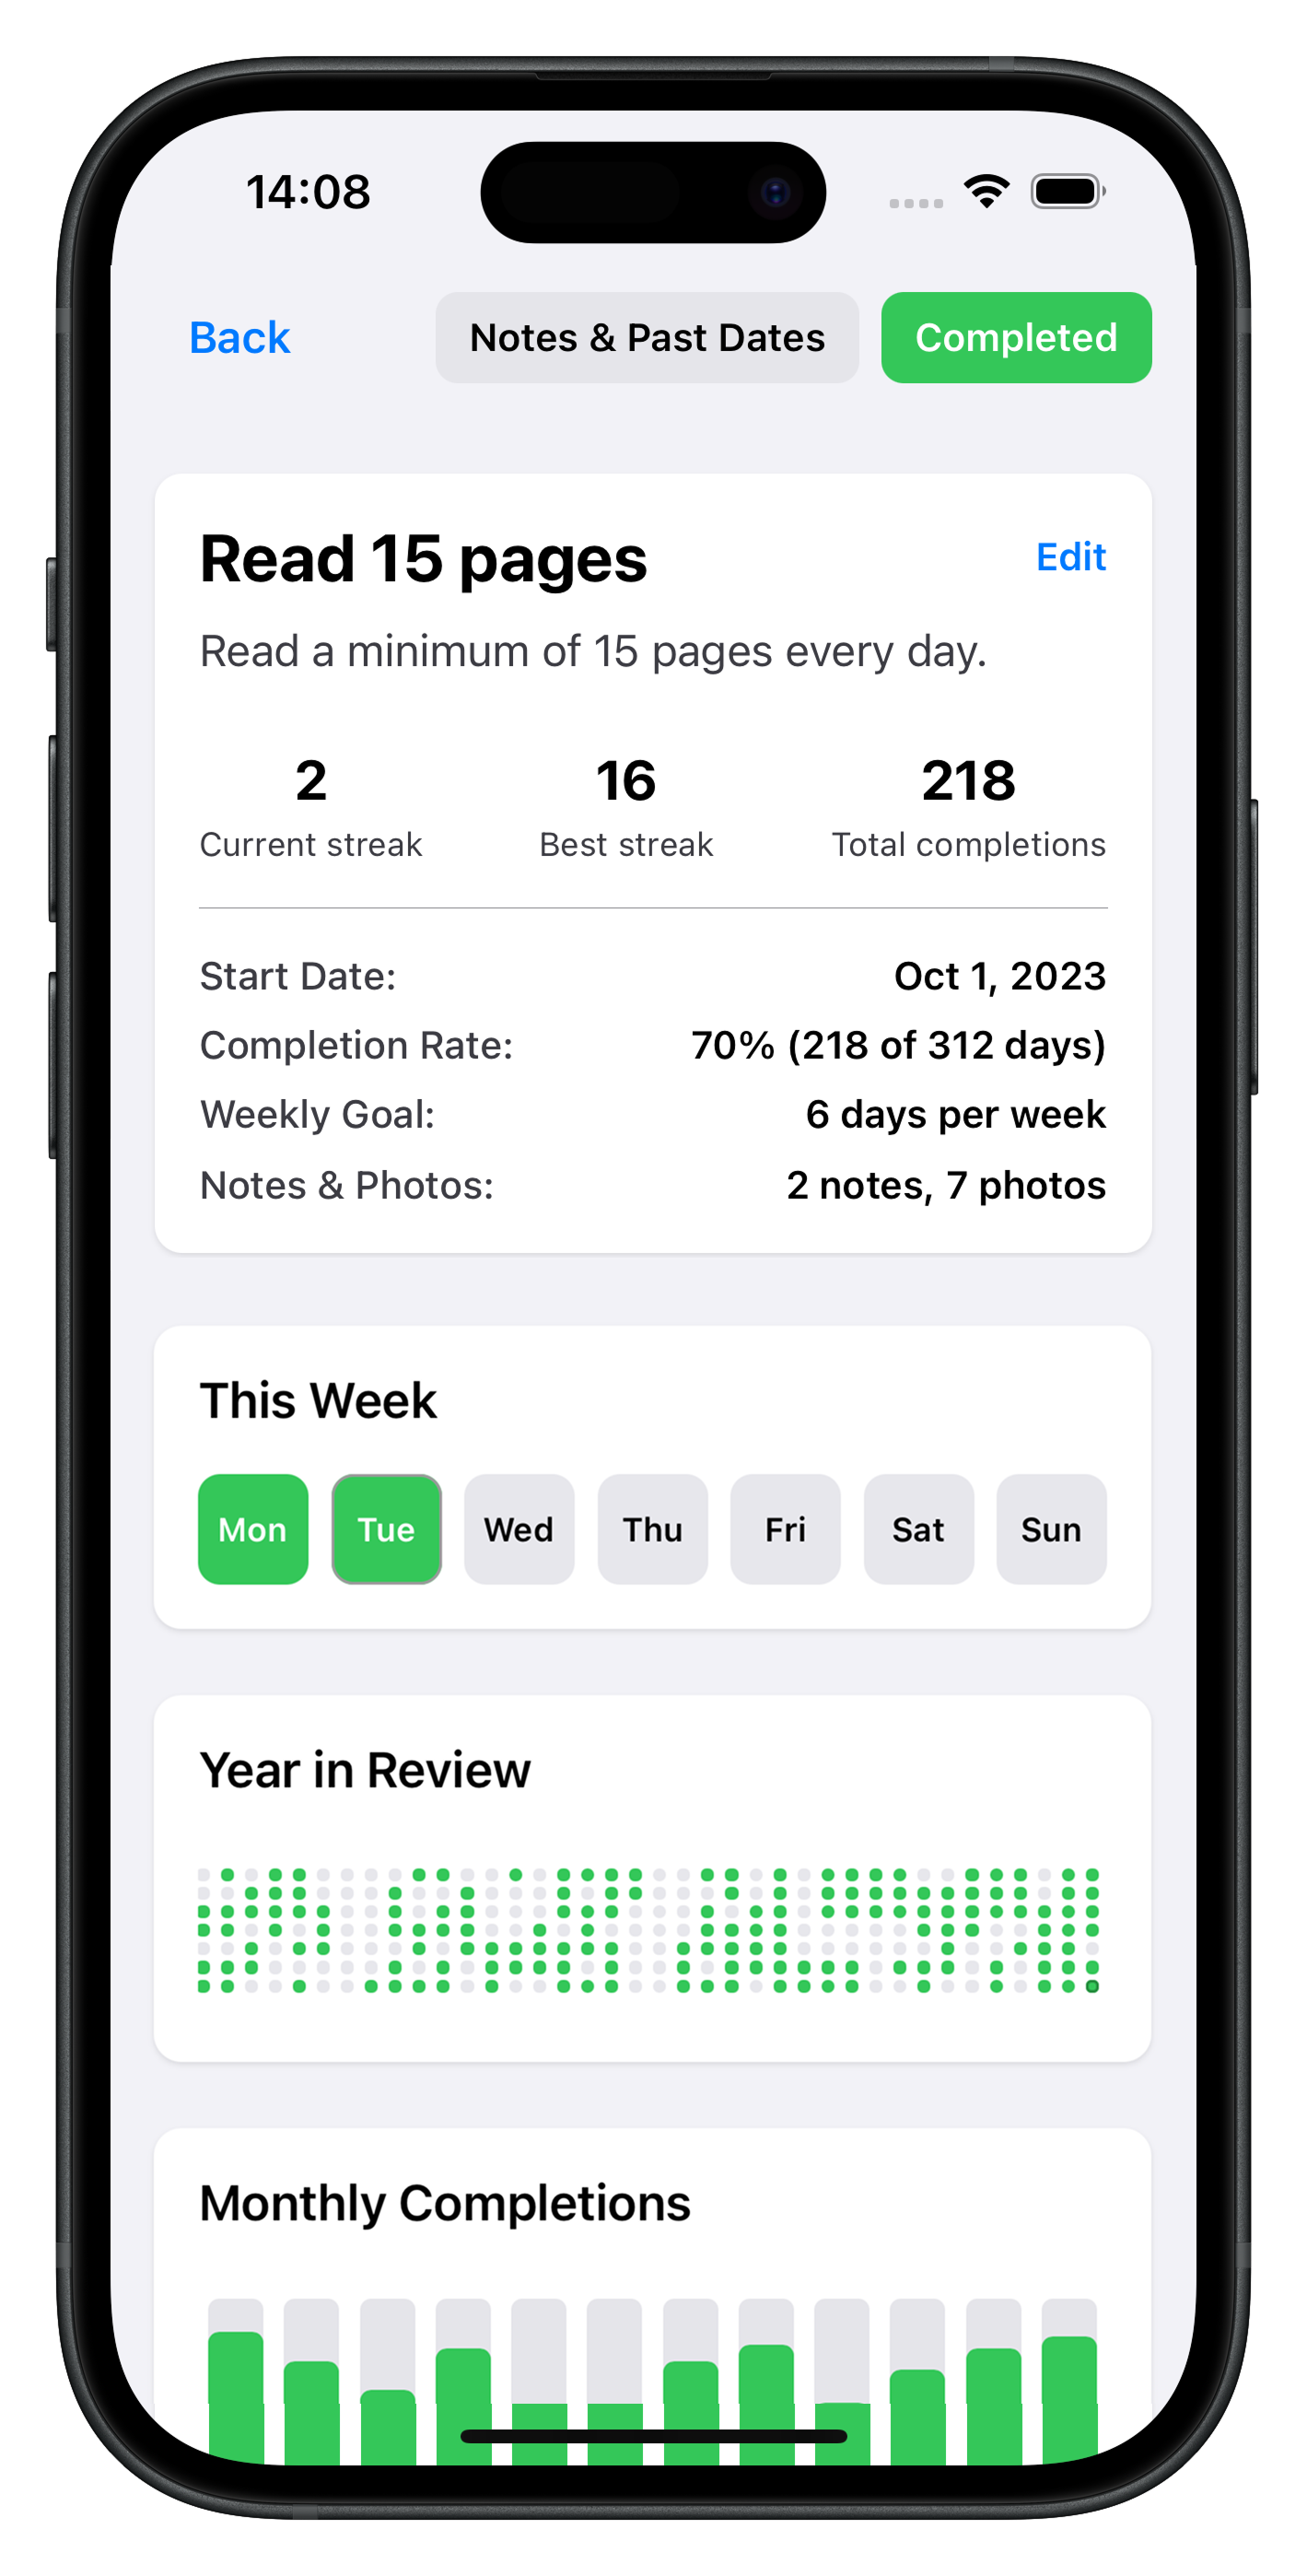 14:08
Back
Notes & Past Dates
Completed
Read 15 pages
Edit
Read a minimum of 15 pages every day.
2
16
218
Current streak
Best streak
Total completions
Start Date:
Oct 1, 2023
Completion Rate:
70% (218 of 312 days)
Weekly Goal:
6 days per week
Notes & Photos:
2 notes, 7 photos
This Week
Mon
Tue
Wed
Thu
Fri
Sat
Sun
Year in Review
Monthly Completions